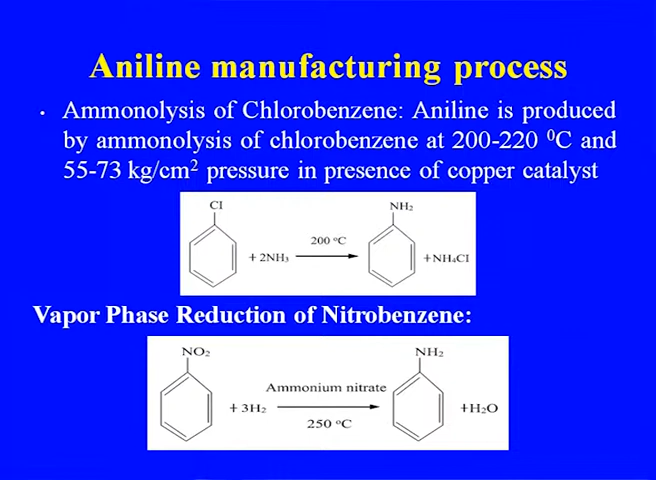 Aniline manufacturing process
• Ammonolysis of Chlorobenzene: Aniline is produced
by ammonolysis of chlorobenzene at 200-220 ⁰C and
55-73 kg/cm² pressure in presence of copper catalyst
Cl
NH₂
200 °C
+ 2NH₃
+NH₄Cl
Vapor Phase Reduction of Nitrobenzene:
NO₂
NH₂
Ammonium nitrate
+ 3H₂
+H₂O
250 °C